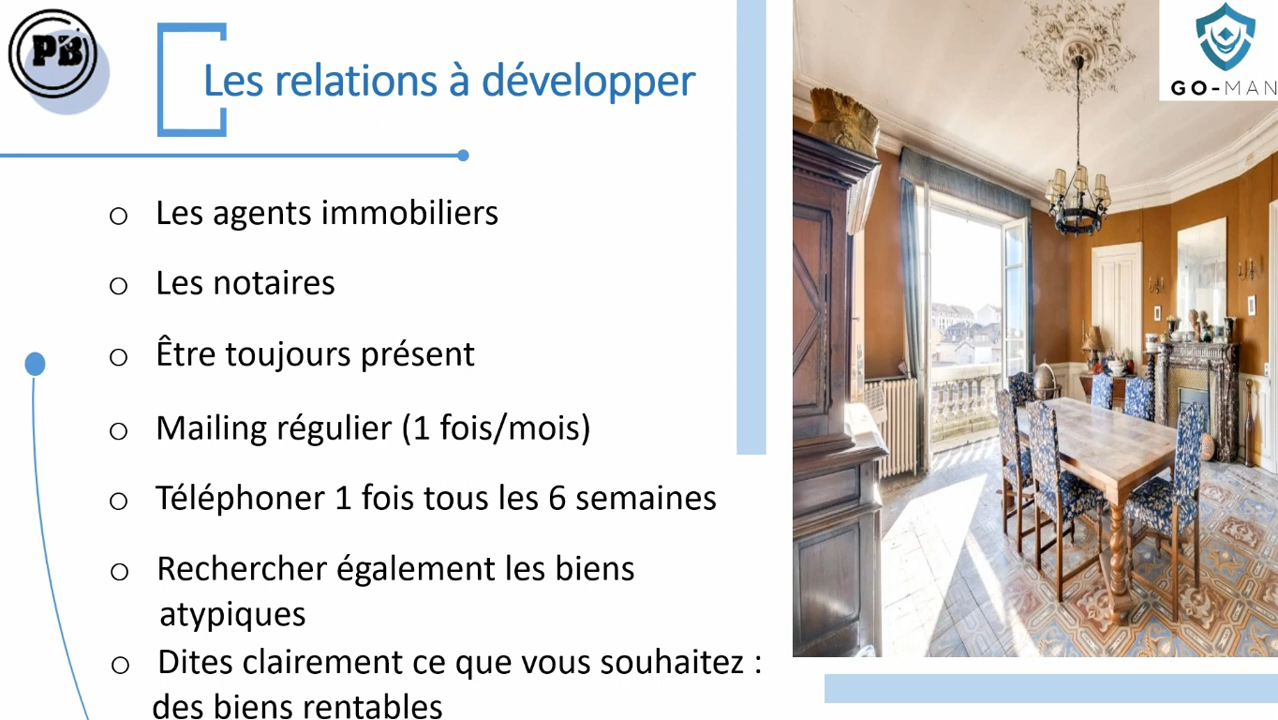 PB
Les relations à développer
GO-MAN
o Les agents immobiliers
o Les notaires
o Être toujours présent
o Mailing régulier (1 fois/mois)
o Téléphoner 1 fois tous les 6 semaines
o Rechercher également les biens
atypiques
o Dites clairement ce que vous souhaitez :
des biens rentables